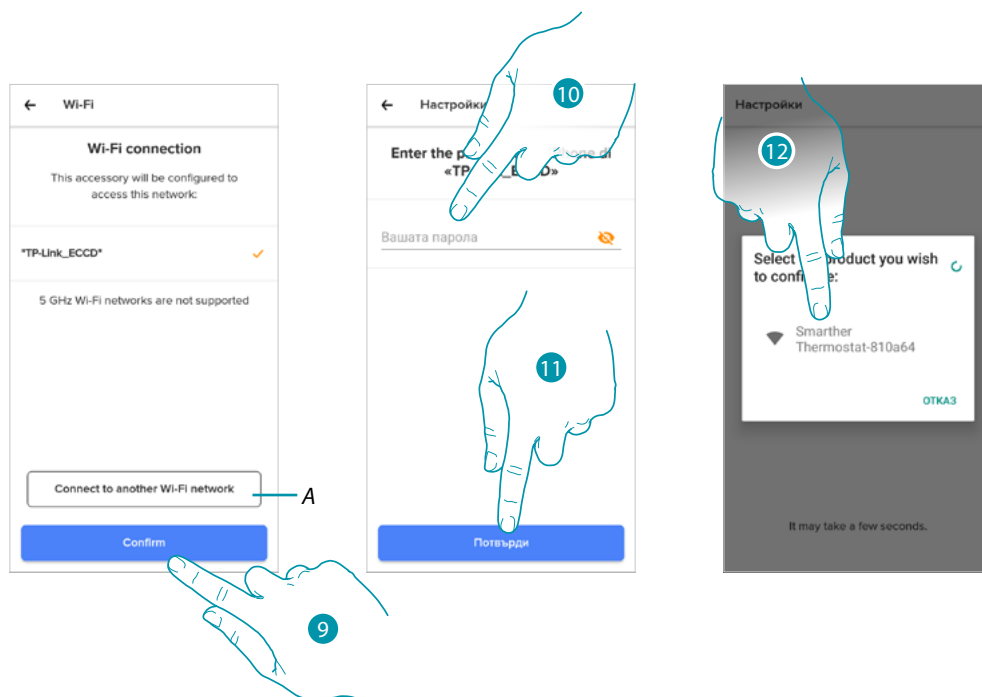 Wi-Fi
Wi-Fi connection
This accessory will be configured to
access this network:
"TP-Link_ECCD"
5 GHz Wi-Fi networks are not supported
Connect to another Wi-Fi network
A
Confirm
9
Настройки
10
Enter the
«TP _ECCD»
Вашата парола
11
Потвърди
Настройки
12
Select product you wish
to
Smarther
Thermostat-810a64
ОТКАЗ
It may take a few seconds.